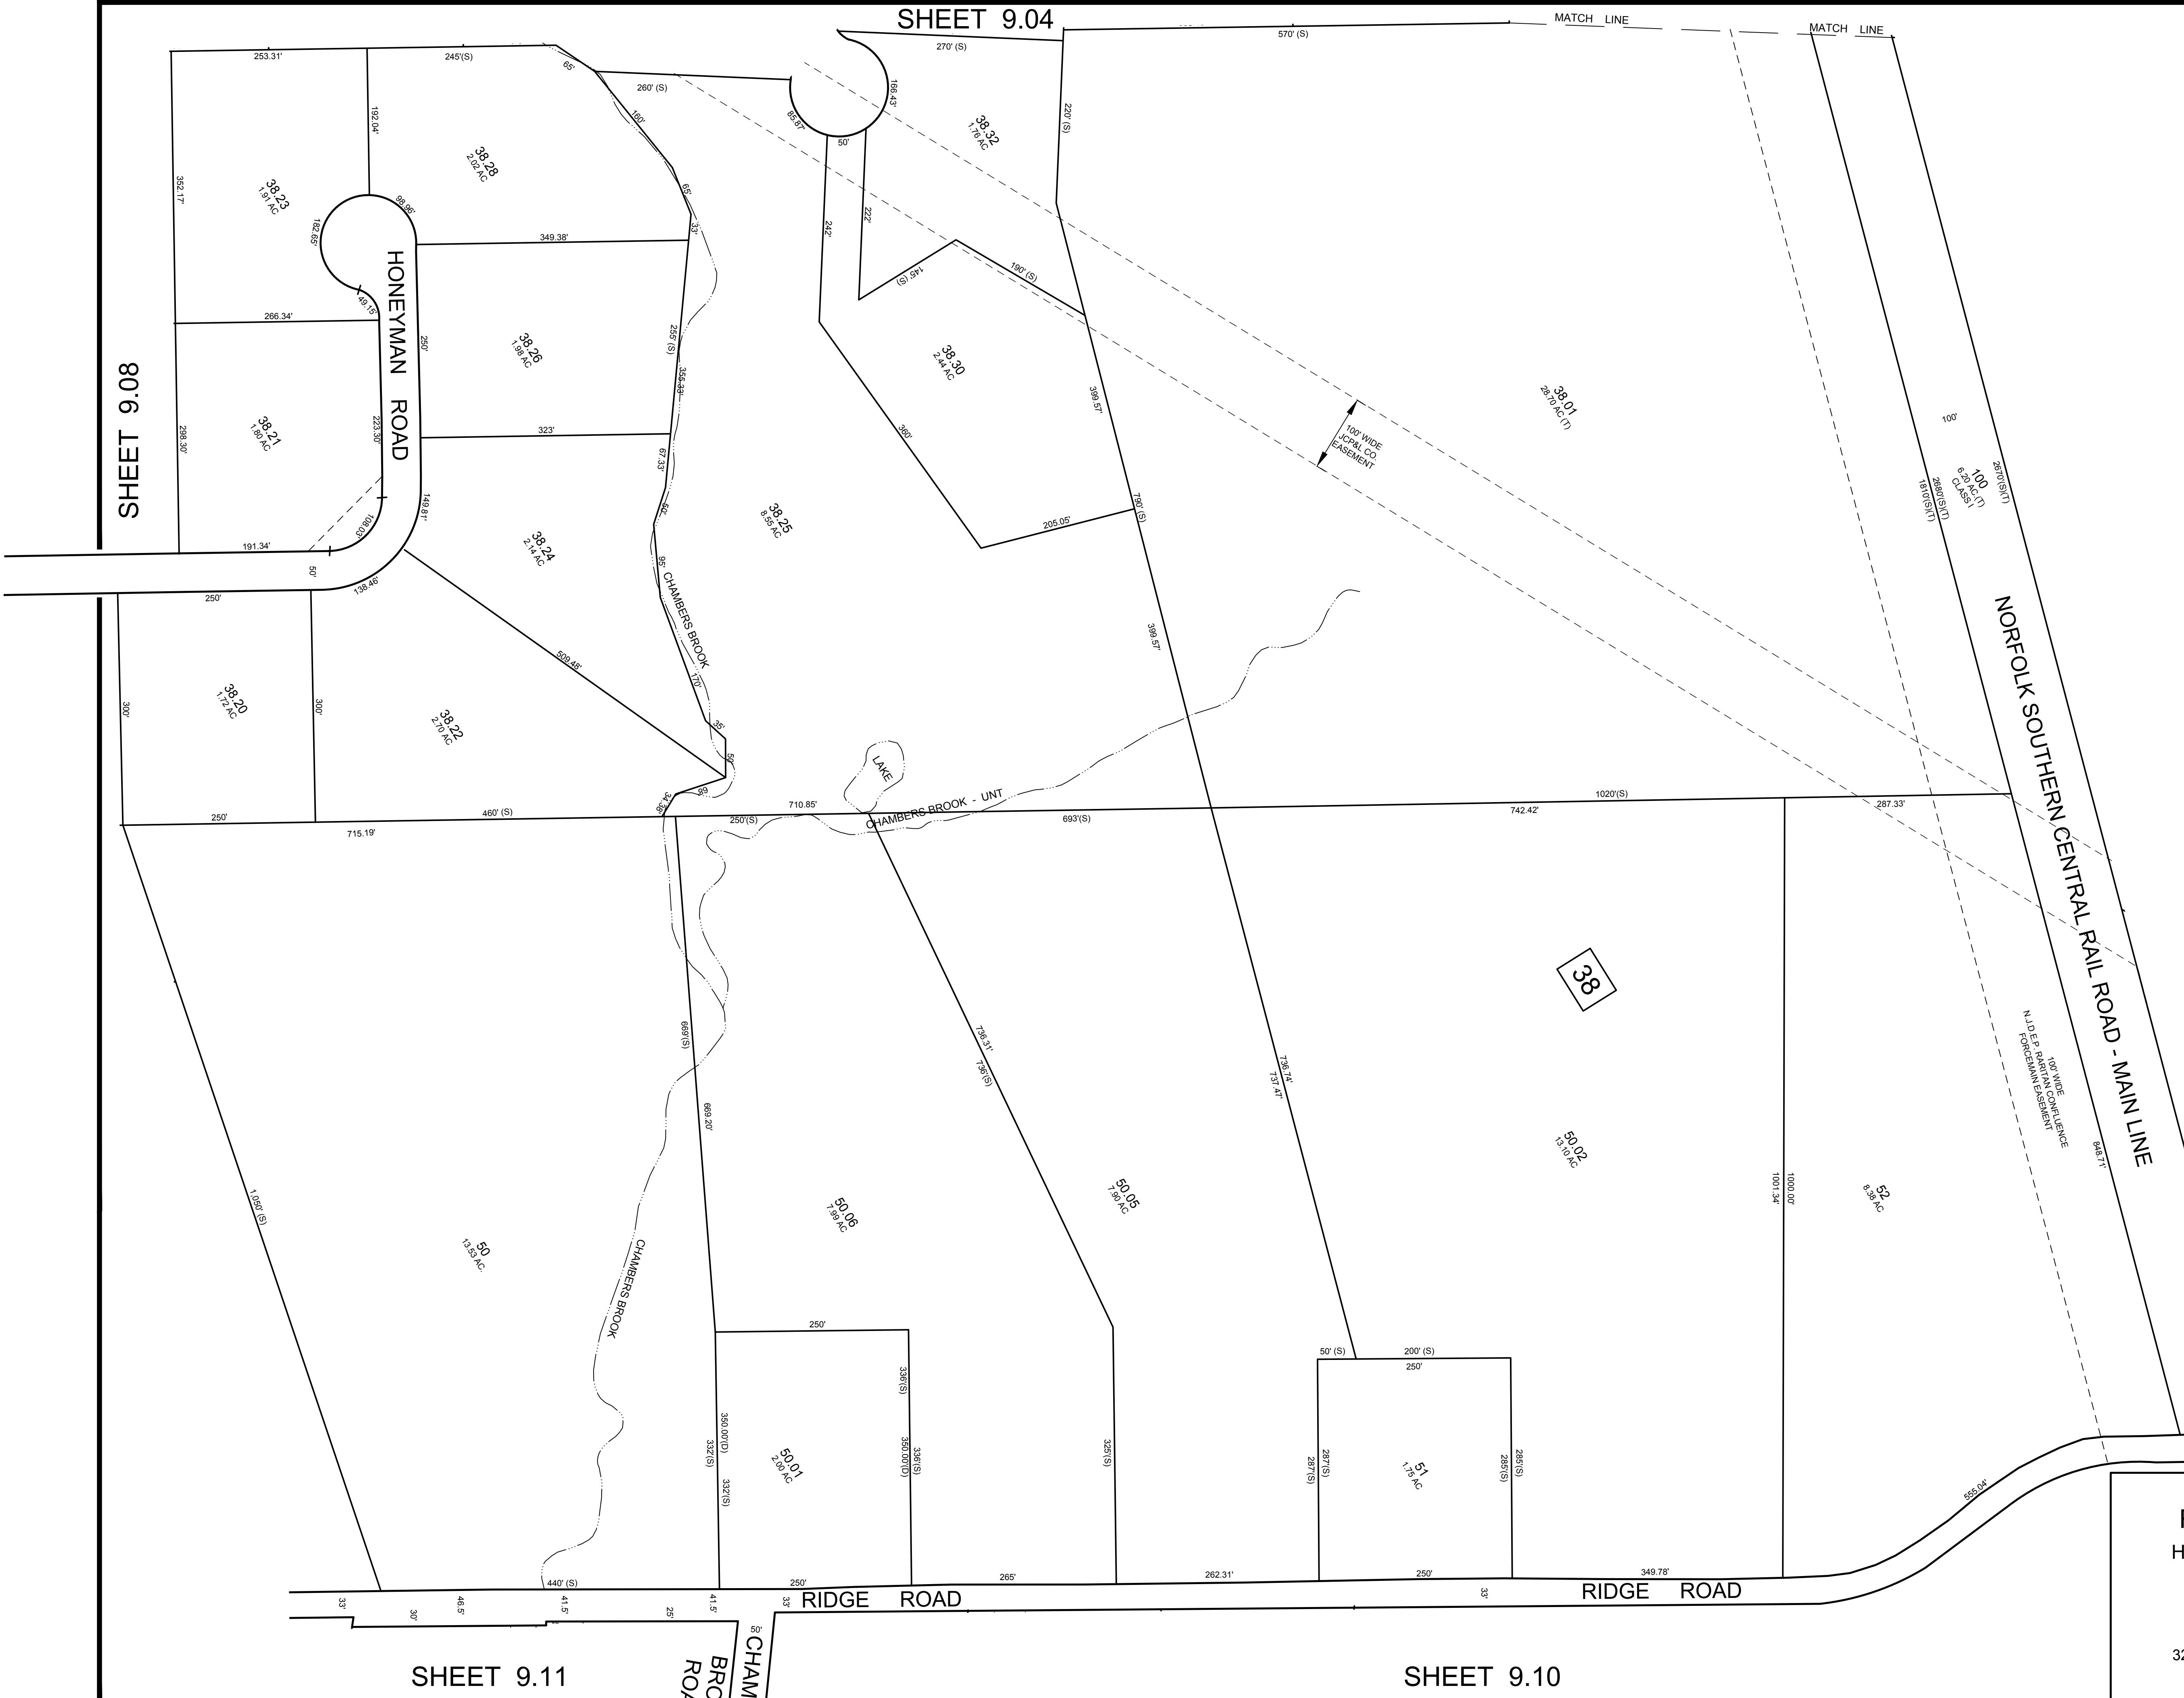 SHEET 9.04
MATCH LINE
MATCH LINE
253.31'
245'(S)
65'
260' (S)
270' (S)
570' (S)
192.04'
160'
85.87'
50'
166.43'
220' (S)
38.32
1.76 AC
38.28
2.02 AC
38.23
1.91 AC
352.17'
182.65'
98.96'
65'
33'
349.38'
242'
222'
145' (S)
190' (S)
HONEYMAN ROAD
49.15'
266.34'
250'
38.26
1.98 AC
255' (S)
355.33'
38.30
2.44 AC
399.57'
360'
38.01
28.70 AC.(T)
100' WIDE
JCP&L CO.
EASEMENT
100'
100
6.20 AC.(T)
CLASS I
2670'(S)(T)
2680'(S)(T)
1810'(S)(T)
SHEET 9.08
38.21
1.80 AC
298.30'
223.30'
323'
67.33'
50'
149.81'
108.03'
191.34'
50'
138.46'
250'
38.24
2.14 AC
95'
CHAMBERS BROOK
38.25
8.55 AC
205.05'
790' (S)
399.57'
509.48'
170'
35'
50'
68'
34.38'
300'
38.20
1.72 AC
300'
38.22
2.70 AC
LAKE
CHAMBERS BROOK - UNT
NORFOLK SOUTHERN CENTRAL RAIL ROAD - MAIN LINE
250'
715.19'
460' (S)
250'(S)
710.85'
693'(S)
742.42'
1020'(S)
287.33'
38
669'(S)
669.20'
736.31'
736'(S)
736.74'
737.47'
100' WIDE
N.J.D.E.P. RARITAN CONFLUENCE
FORCEMAIN EASEMENT
848.71'
1,050' (S)
50
13.53 AC.
CHAMBERS BROOK
50.06
7.99 AC
50.05
7.90 AC
50.02
13.10 AC
1001.34'
1000.00'
52
8.38 AC
250'
336'(S)
350.00'(D)
332'(S)
332'(S)
50.01
2.00 AC
350.00'(D)
336'(S)
325'(S)
50' (S)
200' (S)
250'
287'(S)
287'(S)
51
1.75 AC
285'(S)
285'(S)
555.04'
440' (S)
250'
265'
262.31'
250'
349.78'
RIDGE ROAD
RIDGE ROAD
33'
30'
46.5'
41.5'
25'
41.5'
33'
33'
50'
CHAM
BRO
ROA
SHEET 9.11
SHEET 9.10
H
32